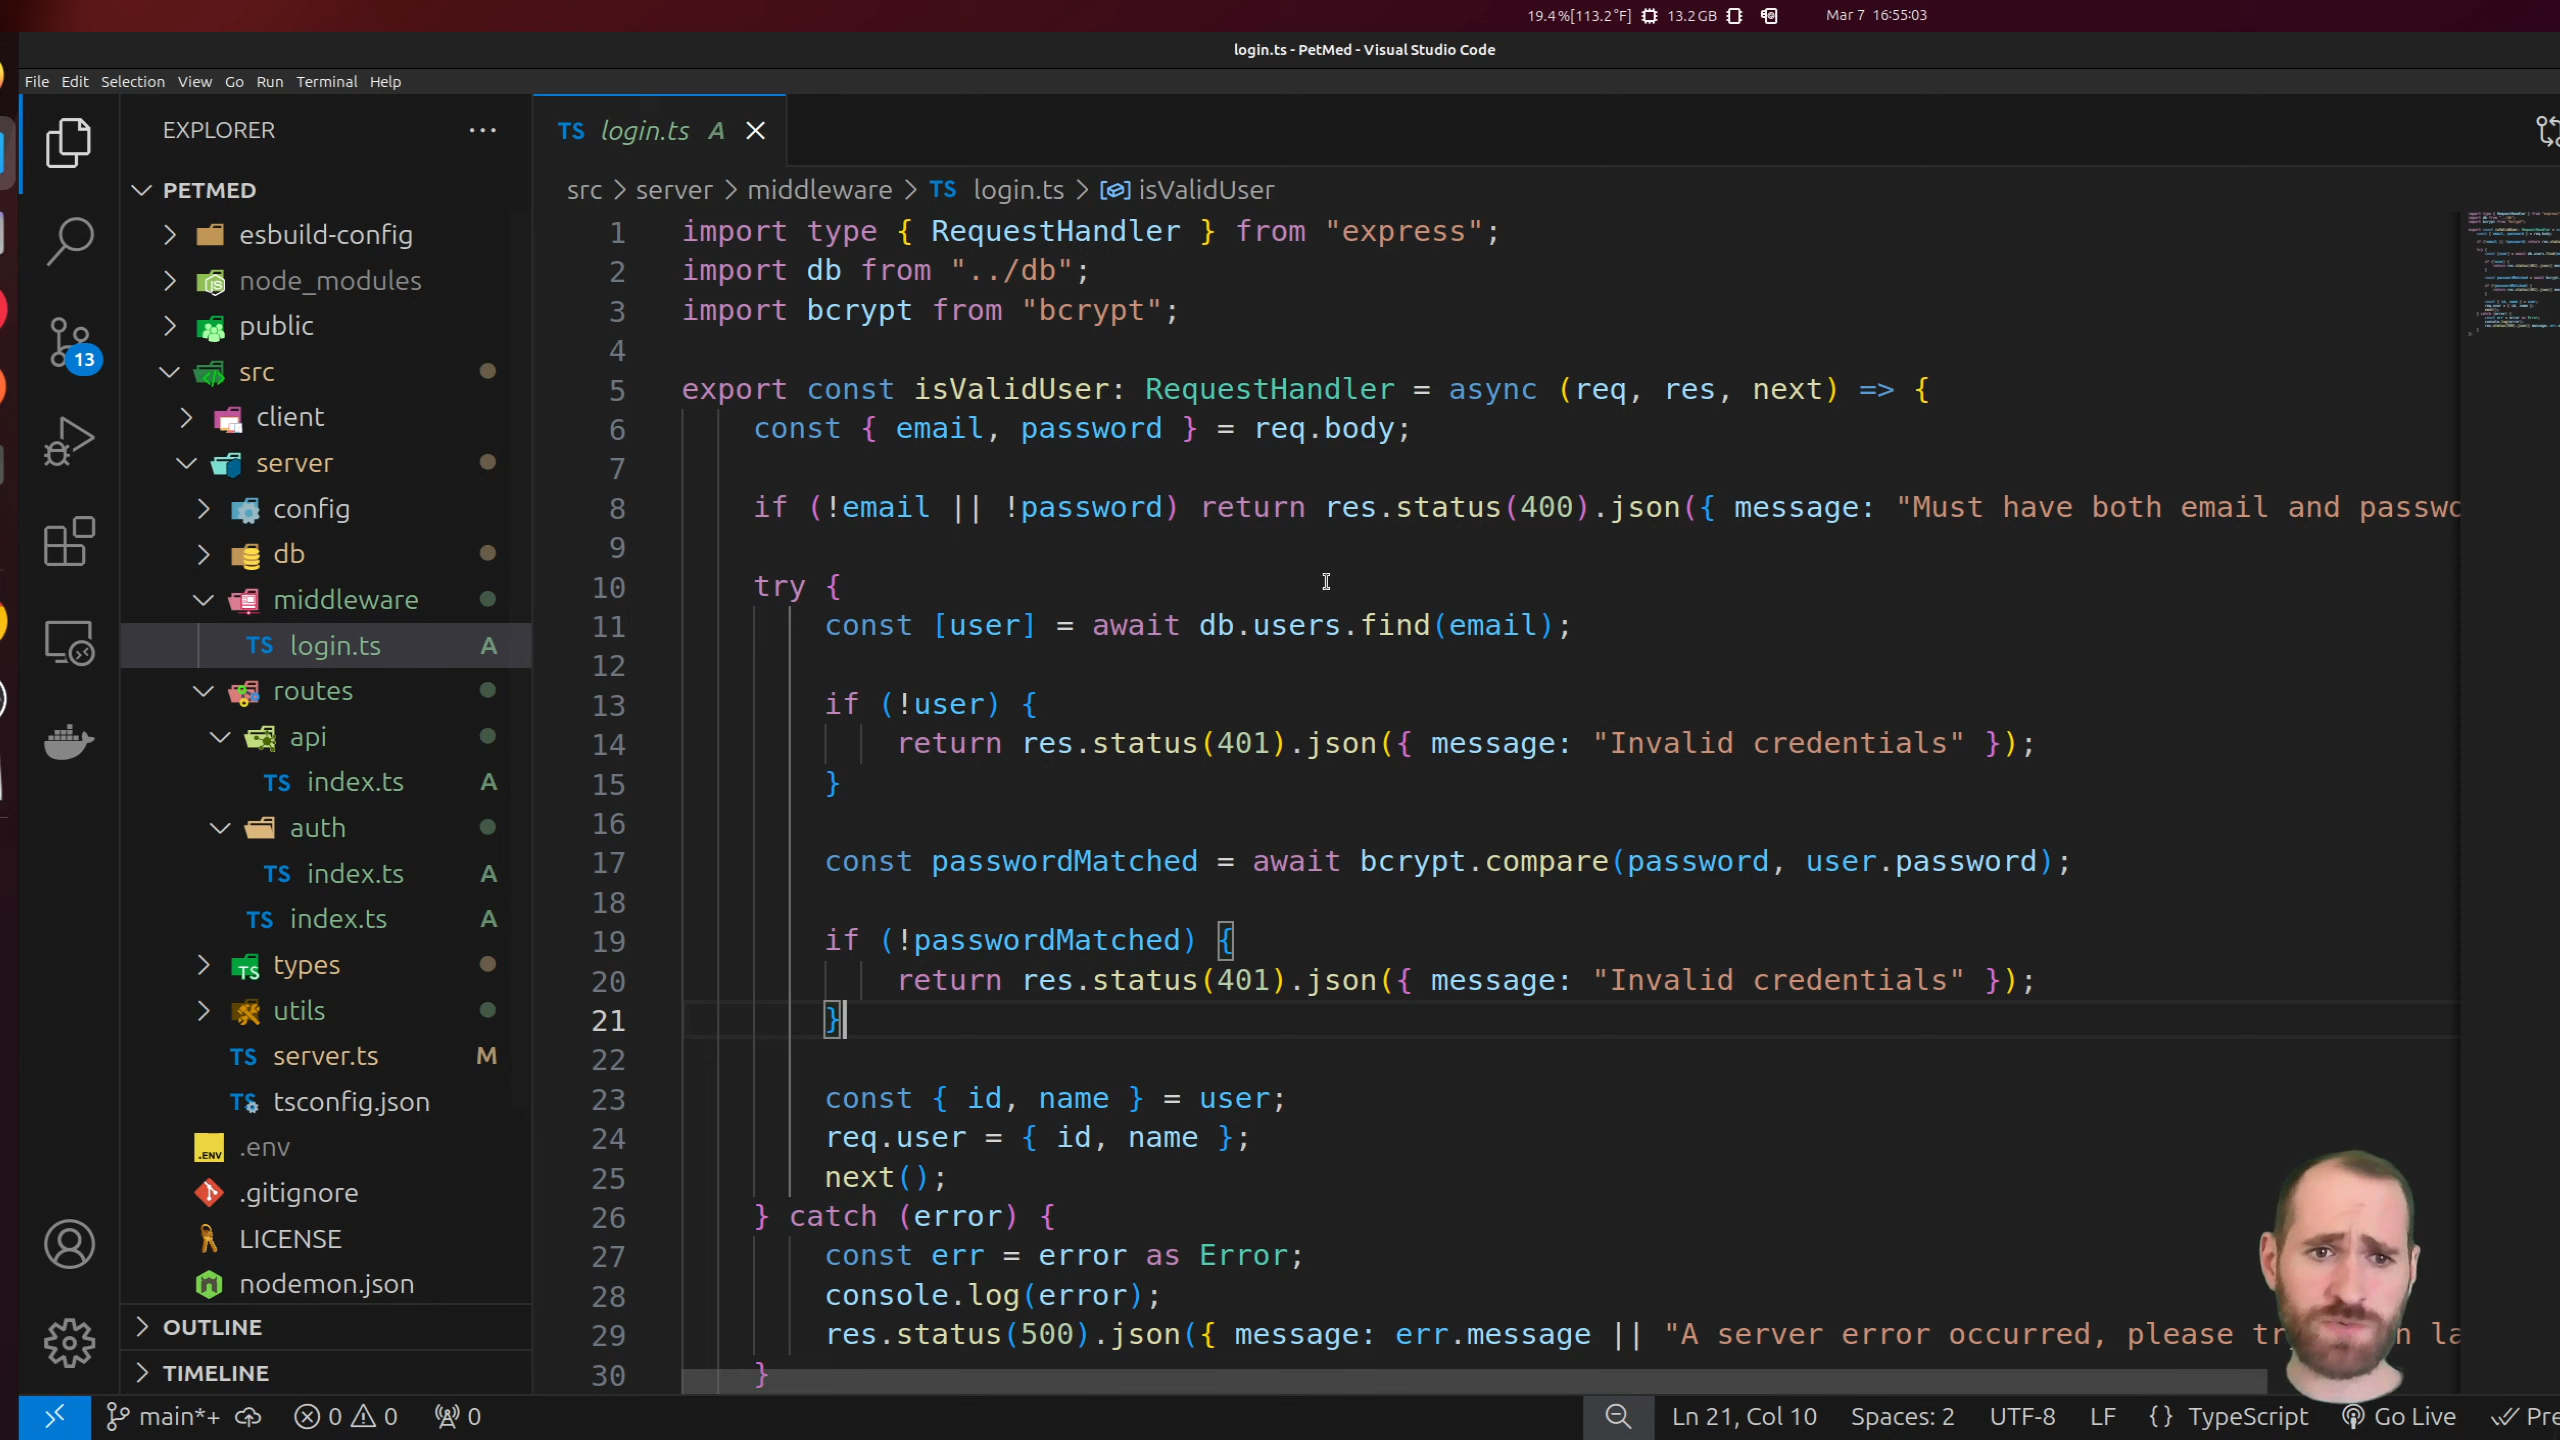 19.4%[113.2°F] 13.2GB Mar 7 16:55:03
login.ts - PetMed - Visual Studio Code
File Edit Selection View Go Run Terminal Help
EXPLORER
TS login.ts A
PETMED
src > server > middleware > TS login.ts > isValidUser
esbuild-config
node_modules
public
src
client
server
config
db
middleware
TS login.ts A
routes
api
TS index.ts A
auth
TS index.ts A
TS index.ts A
types
utils
TS server.ts M
TS tsconfig.json
.ENV .env
.gitignore
LICENSE
nodemon.json
OUTLINE
TIMELINE
13
1 import type { RequestHandler } from "express";
2 import db from "../db";
3 import bcrypt from "bcrypt";
4
5 export const isValidUser: RequestHandler = async (req, res, next) => {
6 const { email, password } = req.body;
7
8 if (!email || !password) return res.status(400).json({ message: "Must have both email and passwo
9
10 try {
11 const [user] = await db.users.find(email);
12
13 if (!user) {
14 return res.status(401).json({ message: "Invalid credentials" });
15 }
16
17 const passwordMatched = await bcrypt.compare(password, user.password);
18
19 if (!passwordMatched) {
20 return res.status(401).json({ message: "Invalid credentials" });
21 }
22
23 const { id, name } = user;
24 req.user = { id, name };
25 next();
26 } catch (error) {
27 const err = error as Error;
28 console.log(error);
29 res.status(500).json({ message: err.message || "A server error occurred, please
30 }
main*+ 0 0 0 Ln 21, Col 10 Spaces: 2 UTF-8 LF {} TypeScript Go Live Pre